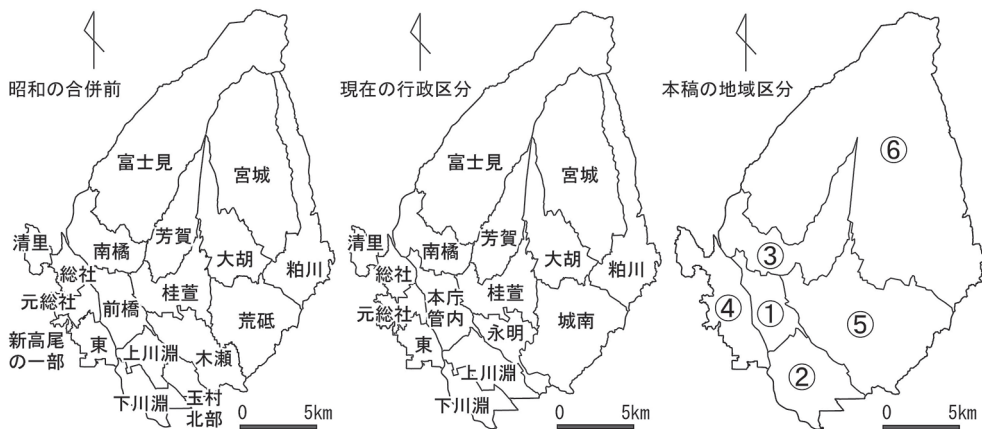 昭和の合併前
富士見
宮城
清里
南橘
芳賀
大胡
粕川
総社
元総社
前橋
桂萱
荒砥
新高尾
の一部
東
上川淵
木瀬
下川淵
玉村
北部
0 5km
現在の行政区分
富士見
宮城
清里
南橘
芳賀
大胡
粕川
総社
元総社
本庁
管内
桂萱
城南
永明
東
上川淵
下川淵
0 5km
本稿の地域区分
⑥
③
④
①
⑤
②
0 5km